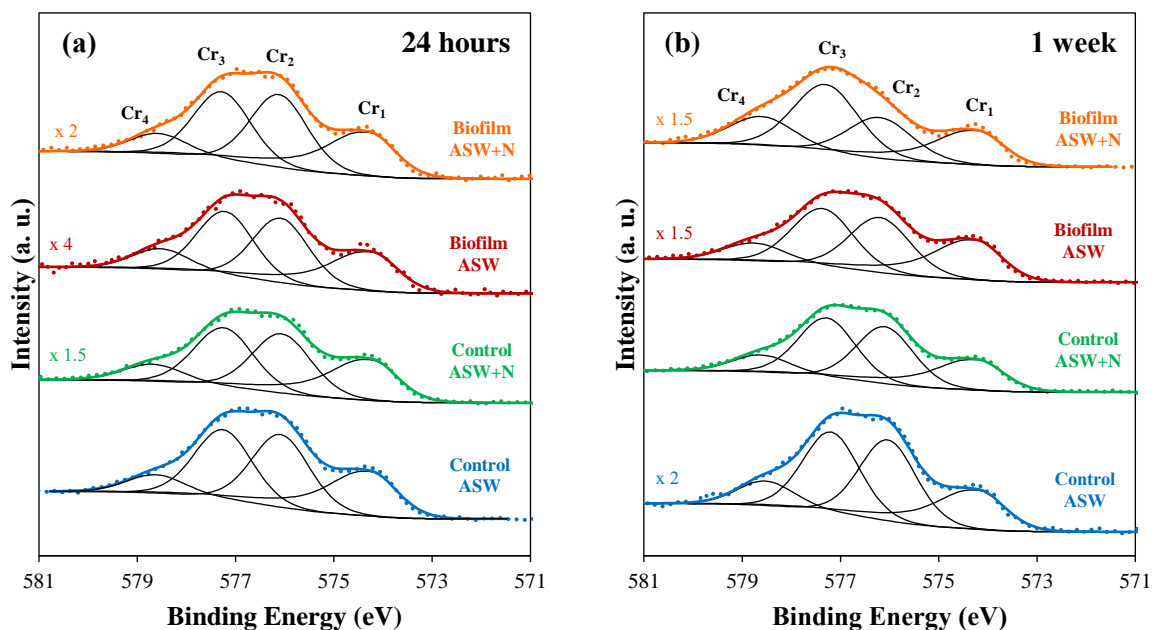 (a)
24 hours
Cr3
Cr2
Cr4
Cr1
x 2
Biofilm
ASW+N
x 4
Biofilm
ASW
x 1.5
Control
ASW+N
Control
ASW
Intensity (a. u.)
581
579
577
575
573
571
Binding Energy (eV)
(b)
1 week
Cr3
Cr2
Cr4
Cr1
x 1.5
Biofilm
ASW+N
x 1.5
Biofilm
ASW
Control
ASW+N
x 2
Control
ASW
Intensity (a. u.)
581
579
577
575
573
571
Binding Energy (eV)